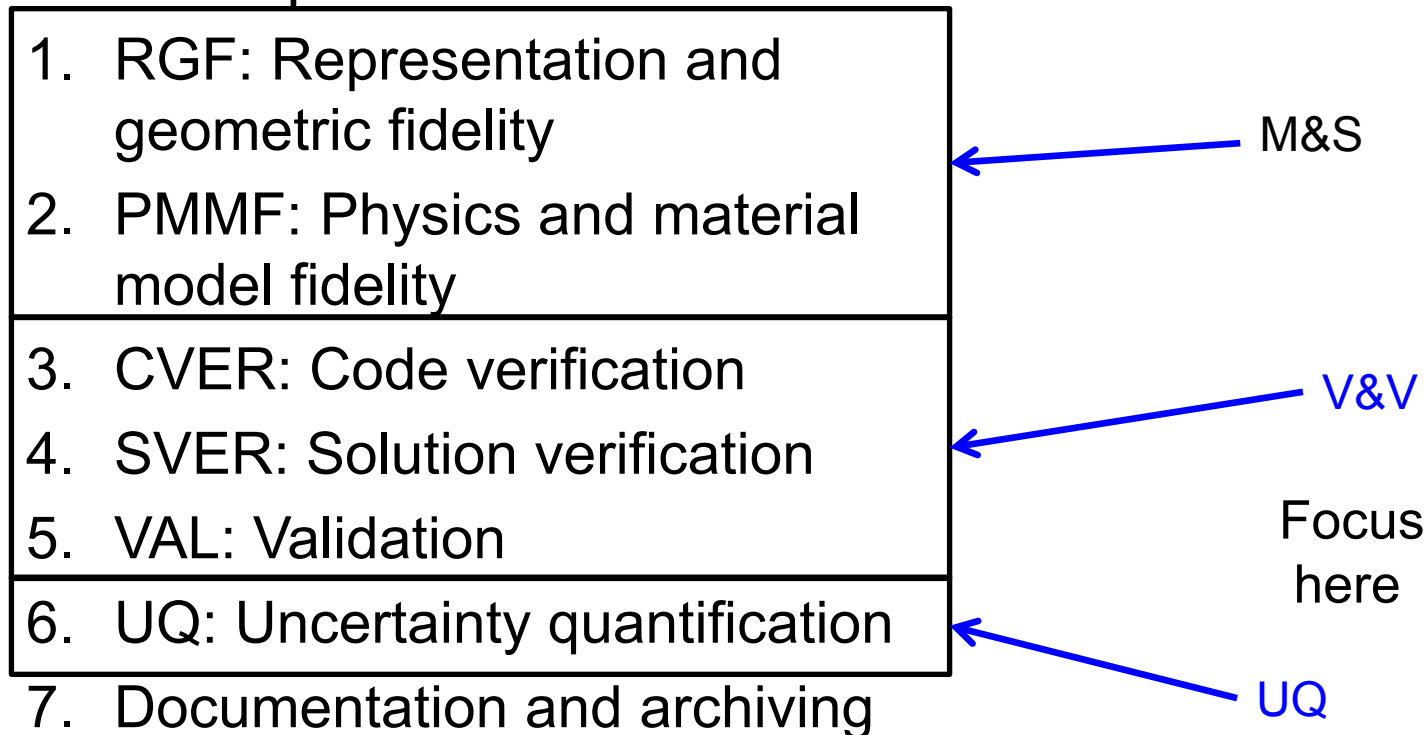 1. RGF: Representation and
geometric fidelity
M&S
2. PMMF: Physics and material
model fidelity
3. CVER: Code verification
V&V
4. SVER: Solution verification
5. VAL: Validation
Focus
here
6. UQ: Uncertainty quantification
7. Documentation and archiving
UQ